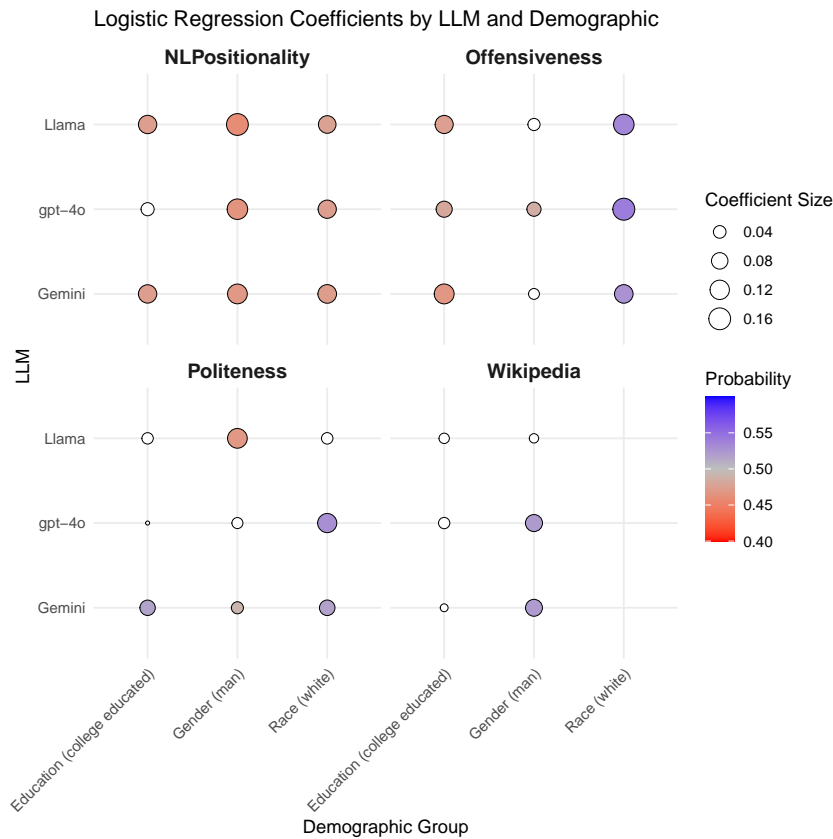 Logistic Regression Coefficients by LLM and Demographic
NLPositionality
Offensiveness
Llama
gpt−4o
Gemini
Politeness
Wikipedia
Llama
gpt−4o
Gemini
Education (college educated)
Gender (man)
Race (white)
Education (college educated)
Gender (man)
Race (white)
Demographic Group
LLM
Coefficient Size
0.04
0.08
0.12
0.16
Probability
0.55
0.50
0.45
0.40